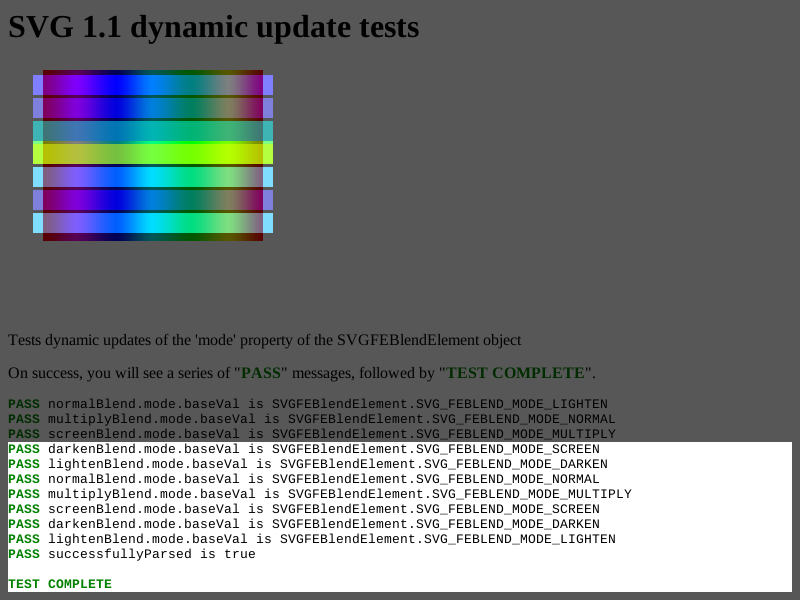 SVG 1.1 dynamic update tests
Tests dynamic updates of the 'mode' property of the SVGFEBlendElement object
On success, you will see a series of "PASS" messages, followed by "TEST COMPLETE".
PASS normalBlend.mode.baseVal is SVGFEBlendElement.SVG_FEBLEND_MODE_LIGHTEN
PASS multiplyBlend.mode.baseVal is SVGFEBlendElement.SVG_FEBLEND_MODE_NORMAL
PASS screenBlend.mode.baseVal is SVGFEBlendElement.SVG_FEBLEND_MODE_MULTIPLY
PASS darkenBlend.mode.baseVal is SVGFEBlendElement.SVG_FEBLEND_MODE_SCREEN
PASS lightenBlend.mode.baseVal is SVGFEBlendElement.SVG_FEBLEND_MODE_DARKEN
PASS normalBlend.mode.baseVal is SVGFEBlendElement.SVG_FEBLEND_MODE_NORMAL
PASS multiplyBlend.mode.baseVal is SVGFEBlendElement.SVG_FEBLEND_MODE_MULTIPLY
PASS screenBlend.mode.baseVal is SVGFEBlendElement.SVG_FEBLEND_MODE_SCREEN
PASS darkenBlend.mode.baseVal is SVGFEBlendElement.SVG_FEBLEND_MODE_DARKEN
PASS lightenBlend.mode.baseVal is SVGFEBlendElement.SVG_FEBLEND_MODE_LIGHTEN
PASS successfullyParsed is true
TEST COMPLETE